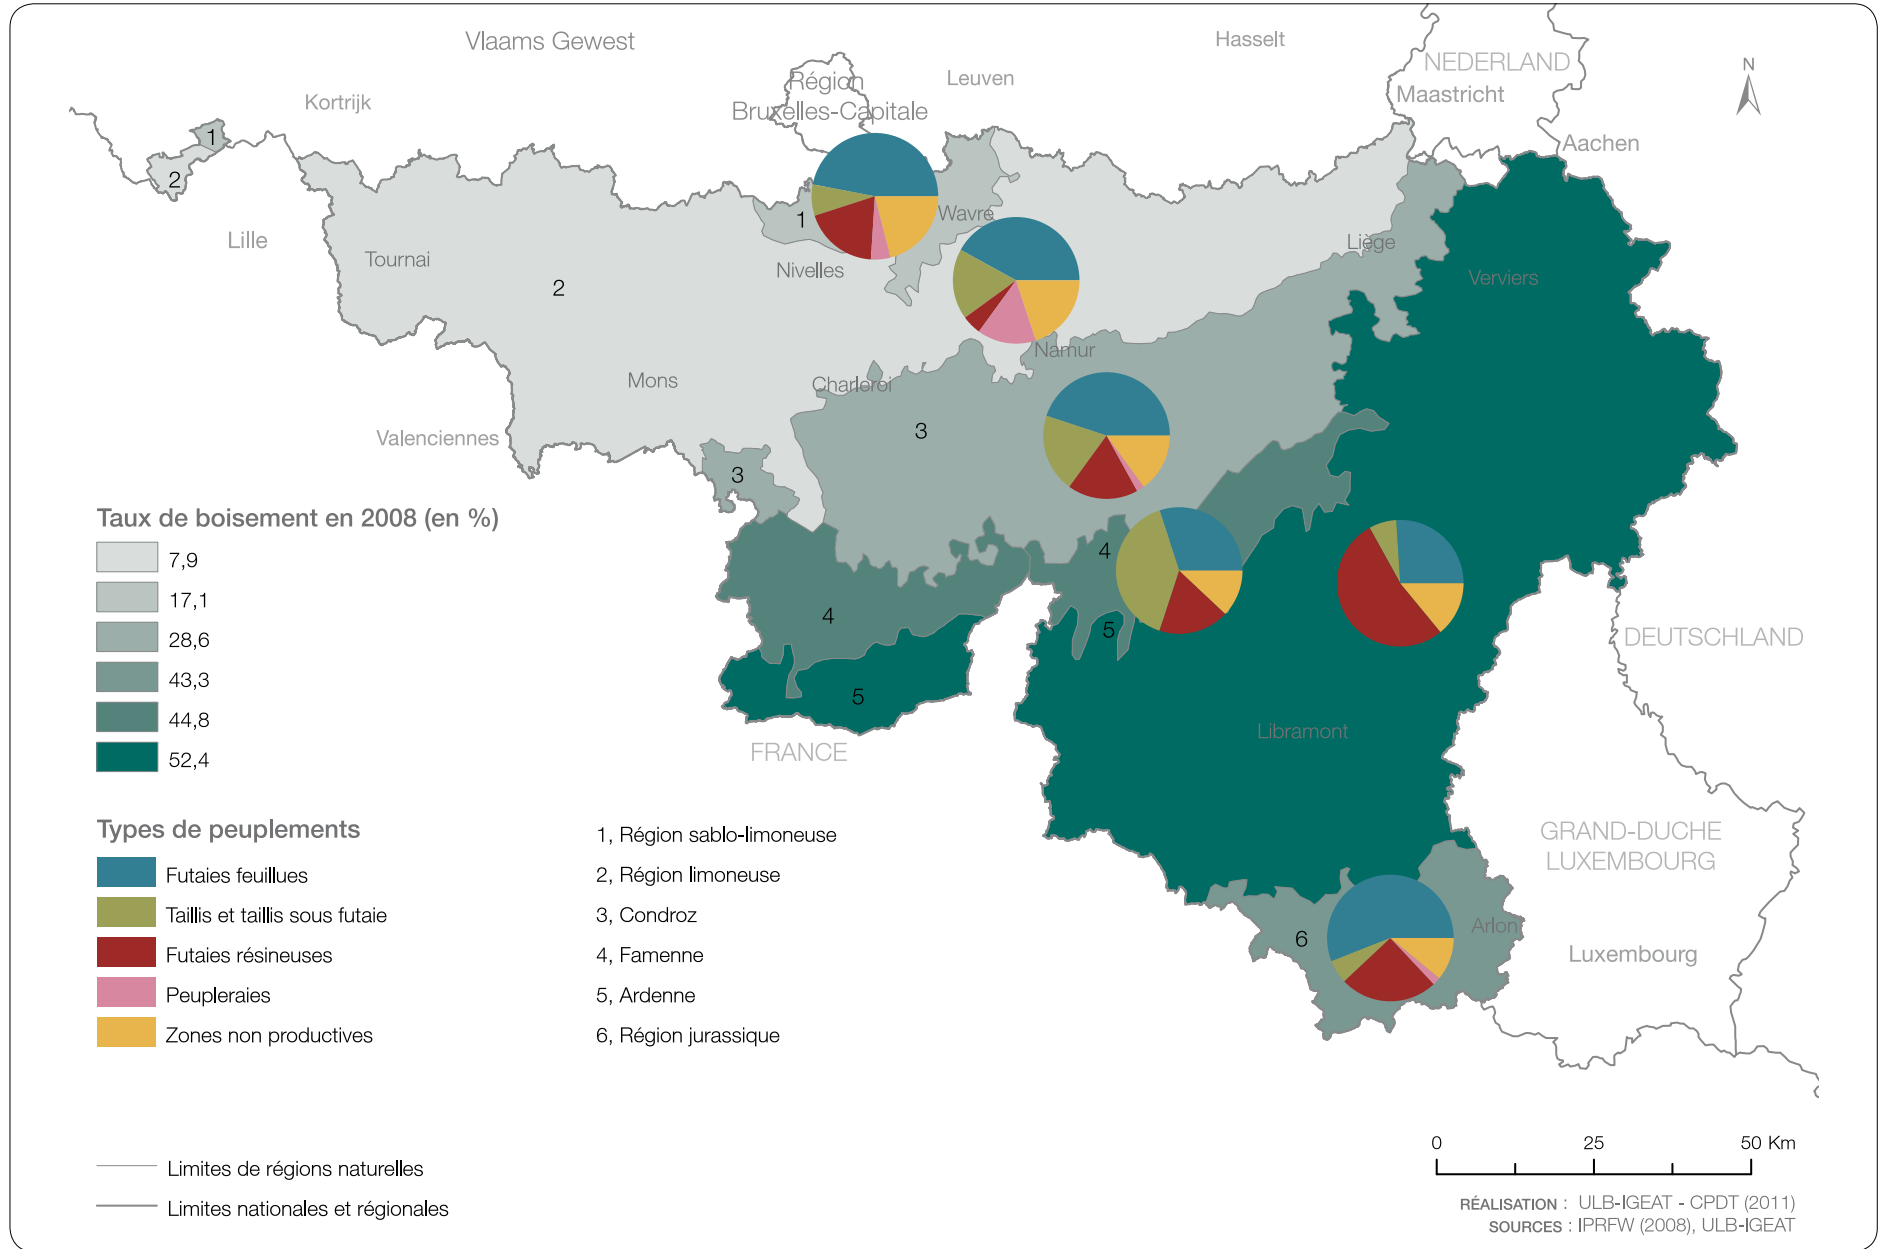 Vlaams Gewest
Hasselt
NEDERLAND
Maastricht
N
Kortrijk
Région
Bruxelles-Capitale
Leuven
Aachen
1
2
Lille
Tournai
2
1
Wavre
Nivelles
Liège
Verviers
Mons
Charleroi
Namur
Valenciennes
3
3
4
4
5
5
FRANCE
Libramont
DEUTSCHLAND
GRAND-DUCHE
LUXEMBOURG
6
Arlon
Luxembourg
Taux de boisement en 2008 (en %)
7,9
17,1
28,6
43,3
44,8
52,4
Types de peuplements
Futaies feuillues
Taillis et taillis sous futaie
Futaies résineuses
Peupleraies
Zones non productives
1, Région sablo-limoneuse
2, Région limoneuse
3, Condroz
4, Famenne
5, Ardenne
6, Région jurassique
Limites de régions naturelles
Limites nationales et régionales
0 25 50 Km
RÉALISATION : ULB-IGEAT - CPDT (2011)
SOURCES : IPRFW (2008), ULB-IGEAT